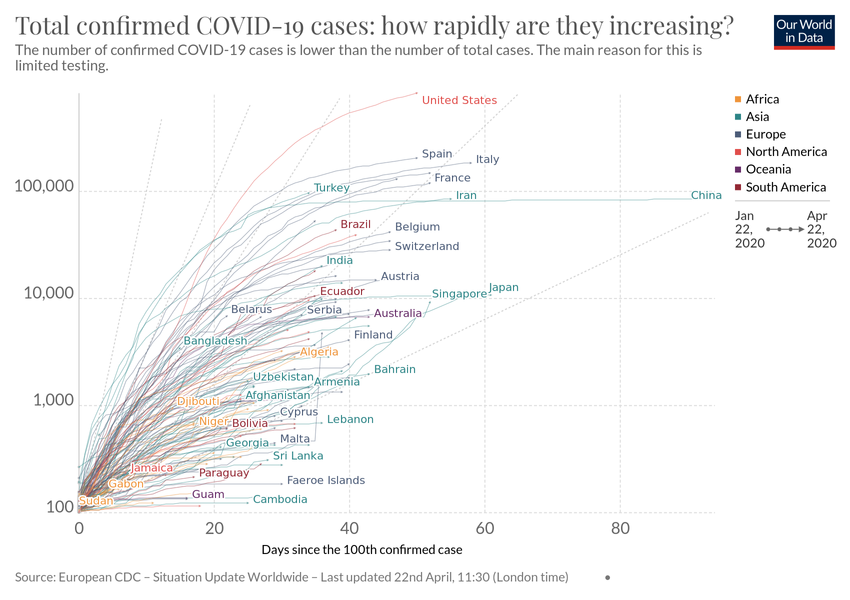 Total confirmed COVID-19 cases: how rapidly are they increasing?
Our World
in Data
The number of confirmed COVID-19 cases is lower than the number of total cases. The main reason for this is
limited testing.
Africa
Asia
Europe
North America
Oceania
South America
Jan
22,
2020
Apr
22,
2020
United States
Spain
Italy
France
100,000
Turkey
Iran
China
Brazil
Belgium
Switzerland
India
Austria
10,000
Ecuador
Singapore
Japan
Belarus
Serbia
Australia
Finland
Bangladesh
Algeria
Bahrain
Uzbekistan
Armenia
1,000
Djibouti
Afghanistan
Cyprus
Niger
Bolivia
Lebanon
Georgia
Malta
Sri Lanka
Jamaica
Paraguay
Gabon
Faeroe Islands
Guam
Cambodia
Sudan
100
0
20
40
60
80
Days since the 100th confirmed case
Source: European CDC – Situation Update Worldwide – Last updated 22nd April, 11:30 (London time)